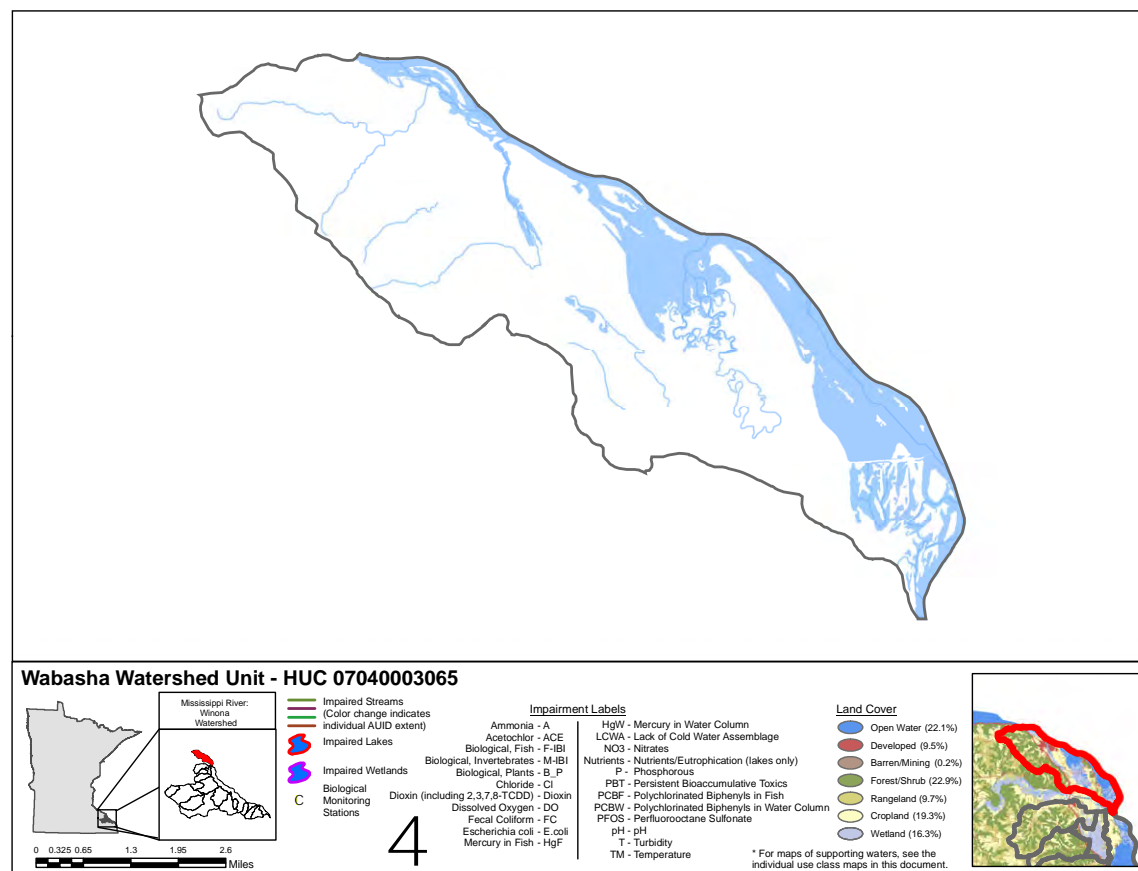 Wabasha Watershed Unit - HUC 07040003065
Mississippi River:
Winona
Watershed
Impaired Streams
(Color change indicates
individual AUID extent)
Impaired Lakes
Impaired Wetlands
C
Biological
Monitoring
Stations
0 0.325 0.65 1.3 1.95 2.6
Miles
4
Impairment Labels
Ammonia - A
Acetochlor - ACE
Biological, Fish - F-IBI
Biological, Invertebrates - M-IBI
Biological, Plants - B_P
Chloride - Cl
Dioxin (including 2,3,7,8-TCDD) - Dioxin
Dissolved Oxygen - DO
Fecal Coliform - FC
Escherichia coli - E.coli
Mercury in Fish - HgF
HgW - Mercury in Water Column
LCWA - Lack of Cold Water Assemblage
NO3 - Nitrates
Nutrients - Nutrients/Eutrophication (lakes only)
P - Phosphorous
PBT - Persistent Bioaccumulative Toxics
PCBF - Polychlorinated Biphenyls in Fish
PCBW - Polychlorinated Biphenyls in Water Column
PFOS - Perfluorooctane Sulfonate
pH - pH
T - Turbidity
TM - Temperature
Land Cover
Open Water (22.1%)
Developed (9.5%)
Barren/Mining (0.2%)
Forest/Shrub (22.9%)
Rangeland (9.7%)
Cropland (19.3%)
Wetland (16.3%)
* For maps of supporting waters, see the
individual use class maps in this document.